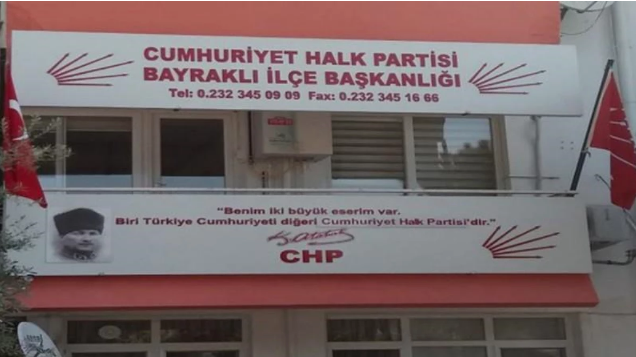 CUMHURİYET HALK PARTİSİ
BAYRAKLI İLÇE BAŞKANLIĞI
Tel: 0.232 345 09 09 Fax: 0.232 345 16 66
"Benim iki büyük eserim var.
Biri Türkiye Cumhuriyeti diğeri Cumhuriyet Halk Partisi'dir."
K. Atatürk
CHP